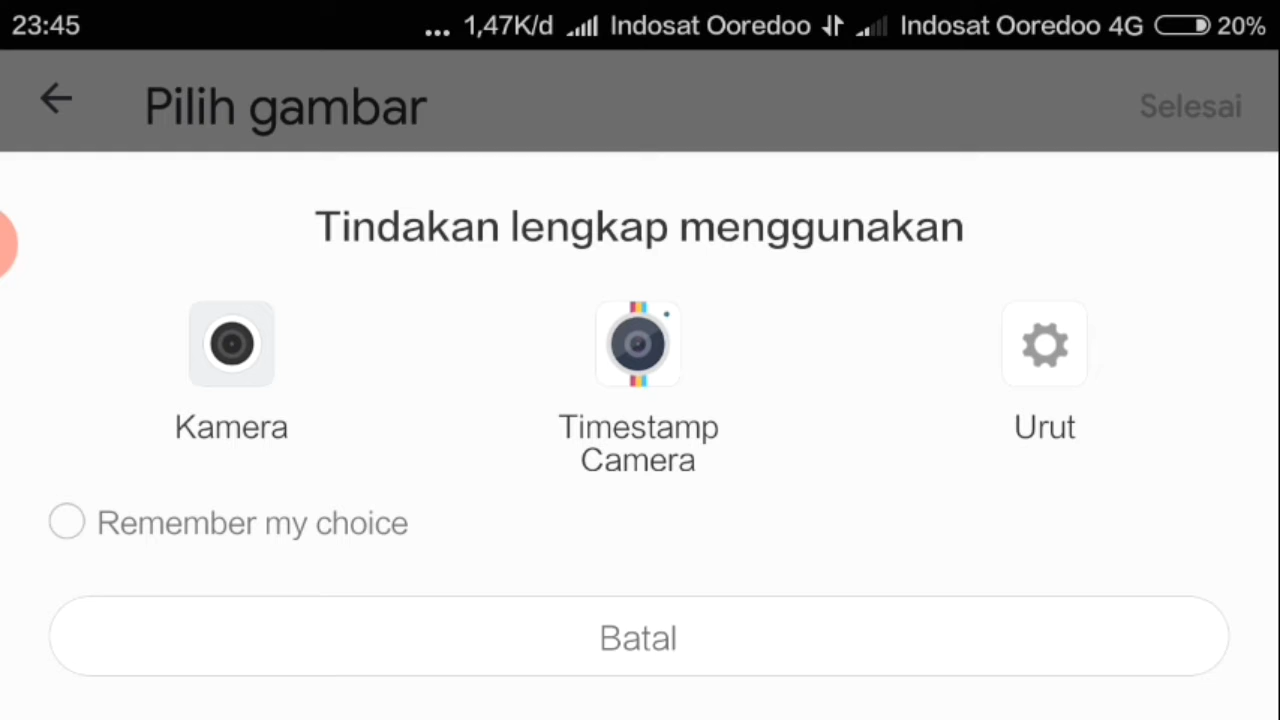 23:45 ... 1,47K/d Indosat Ooredoo Indosat Ooredoo 4G 20%
Pilih gambar Selesai
Tindakan lengkap menggunakan
Kamera Timestamp Urut
Camera
Remember my choice
Batal